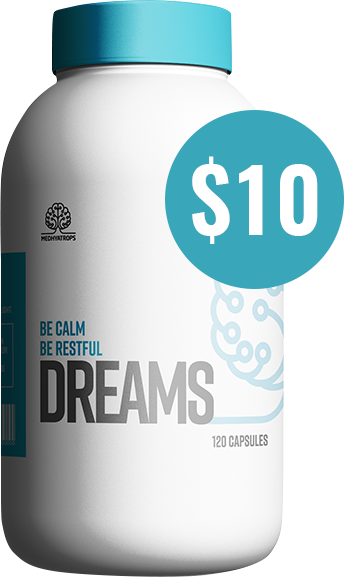 $10
MEDHYATROPS
BE CALM
BE RESTFUL
DREAMS
120 CAPSULES